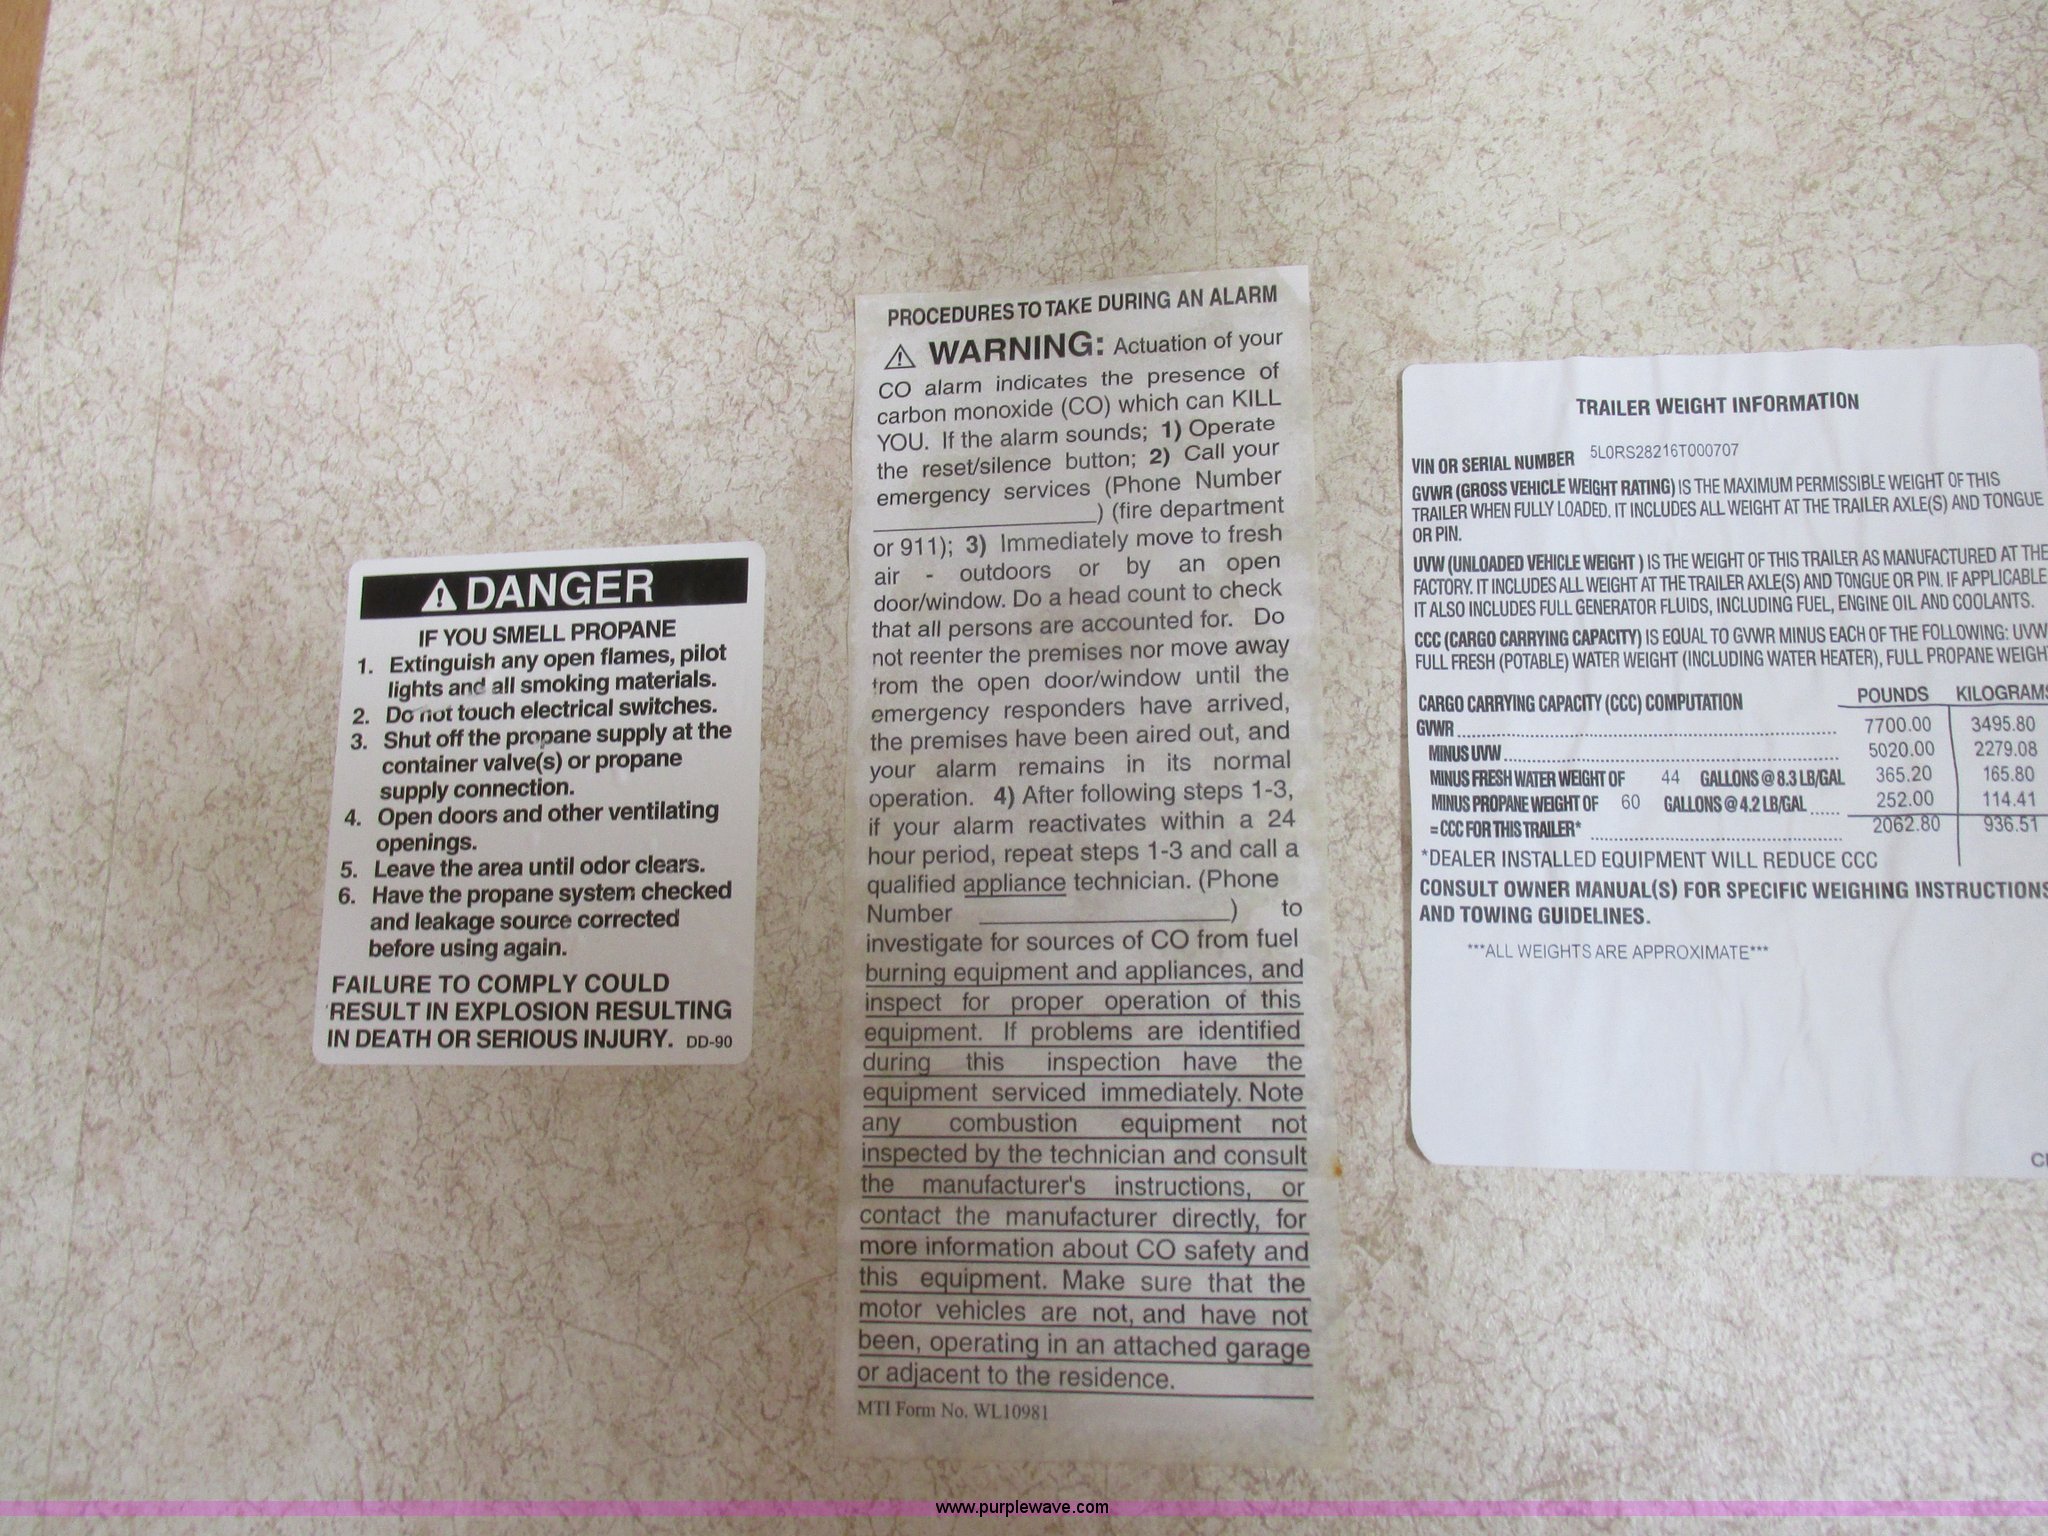 DANGER
IF YOU SMELL PROPANE
1. Extinguish any open flames, pilot
lights and all smoking materials.
2. Do not touch electrical switches.
3. Shut off the propane supply at the
container valve(s) or propane
supply connection.
4. Open doors and other ventilating
openings.
5. Leave the area until odor clears.
6. Have the propane system checked
and leakage source corrected
before using again.
FAILURE TO COMPLY COULD
RESULT IN EXPLOSION RESULTING
IN DEATH OR SERIOUS INJURY. DD-90
PROCEDURES TO TAKE DURING AN ALARM
WARNING: Actuation of your
CO alarm indicates the presence of
carbon monoxide (CO) which can KILL
YOU. If the alarm sounds; 1) Operate
the reset/silence button; 2) Call your
emergency services (Phone Number
____________________) (fire department
or 911); 3) Immediately move to fresh
air - outdoors or by an open
door/window. Do a head count to check
that all persons are accounted for. Do
not reenter the premises nor move away
from the open door/window until the
emergency responders have arrived,
the premises have been aired out, and
your alarm remains in its normal
operation. 4) After following steps 1-3,
if your alarm reactivates within a 24
hour period, repeat steps 1-3 and call a
qualified appliance technician. (Phone
Number ____________________) to
investigate for sources of CO from fuel
burning equipment and appliances, and
inspect for proper operation of this
equipment. If problems are identified
during this inspection have the
equipment serviced immediately. Note
any combustion equipment not
inspected by the technician and consult
the manufacturer's instructions, or
contact the manufacturer directly, for
more information about CO safety and
this equipment. Make sure that the
motor vehicles are not, and have not
been, operating in an attached garage
or adjacent to the residence.
MTI Form No. WL10981
TRAILER WEIGHT INFORMATION
VIN OR SERIAL NUMBER 5L0RS28216T000707
GVWR (GROSS VEHICLE WEIGHT RATING) IS THE MAXIMUM PERMISSIBLE WEIGHT OF THIS
TRAILER WHEN FULLY LOADED. IT INCLUDES ALL WEIGHT AT THE TRAILER AXLE(S) AND TONGUE
OR PIN.
UVW (UNLOADED VEHICLE WEIGHT ) IS THE WEIGHT OF THIS TRAILER AS MANUFACTURED AT THE
FACTORY. IT INCLUDES ALL WEIGHT AT THE TRAILER AXLE(S) AND TONGUE OR PIN. IF APPLICABLE
IT ALSO INCLUDES FULL GENERATOR FLUIDS, INCLUDING FUEL, ENGINE OIL AND COOLANTS.
CCC (CARGO CARRYING CAPACITY) IS EQUAL TO GVWR MINUS EACH OF THE FOLLOWING: UVW
FULL FRESH (POTABLE) WATER WEIGHT (INCLUDING WATER HEATER), FULL PROPANE WEIGH
CARGO CARRYING CAPACITY (CCC) COMPUTATION POUNDS KILOGRAMS
GVWR 7700.00 3495.80
MINUS UVW 5020.00 2279.08
MINUS FRESH WATER WEIGHT OF 44 GALLONS @ 8.3 LB/GAL 365.20 165.80
MINUS PROPANE WEIGHT OF 60 GALLONS @ 4.2 LB/GAL 252.00 114.41
= CCC FOR THIS TRAILER* 2062.80 936.51
*DEALER INSTALLED EQUIPMENT WILL REDUCE CCC
CONSULT OWNER MANUAL(S) FOR SPECIFIC WEIGHING INSTRUCTIONS
AND TOWING GUIDELINES.
***ALL WEIGHTS ARE APPROXIMATE***
www.purplewave.com